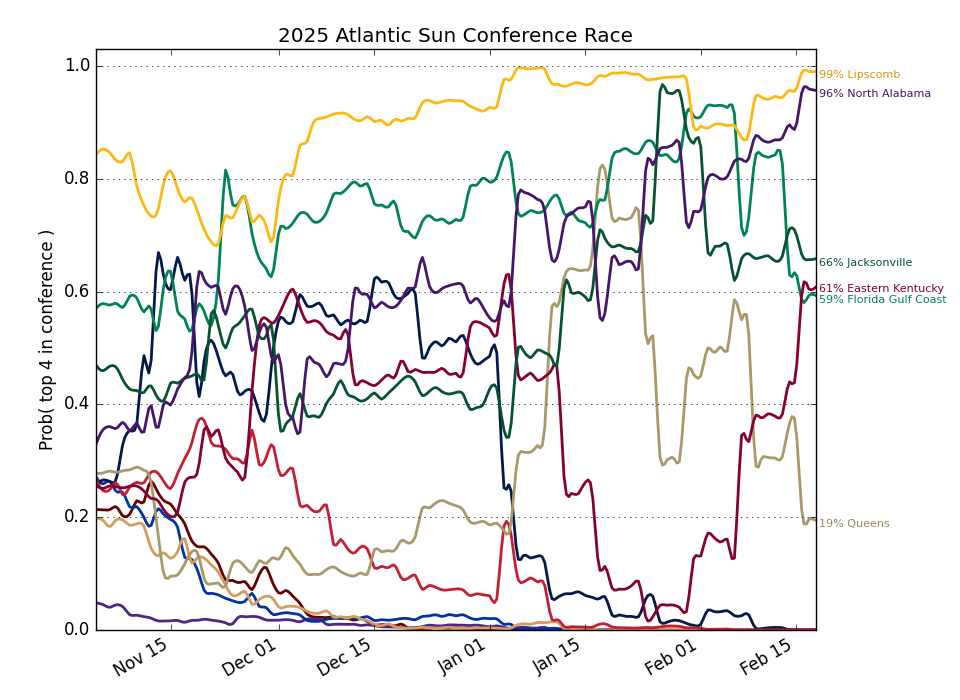 2025 Atlantic Sun Conference Race
Prob( top 4 in conference )
1.0
0.8
0.6
0.4
0.2
0.0
99% Lipscomb
96% North Alabama
66% Jacksonville
61% Eastern Kentucky
59% Florida Gulf Coast
19% Queens
Nov 15
Dec 01
Dec 15
Jan 01
Jan 15
Feb 01
Feb 15